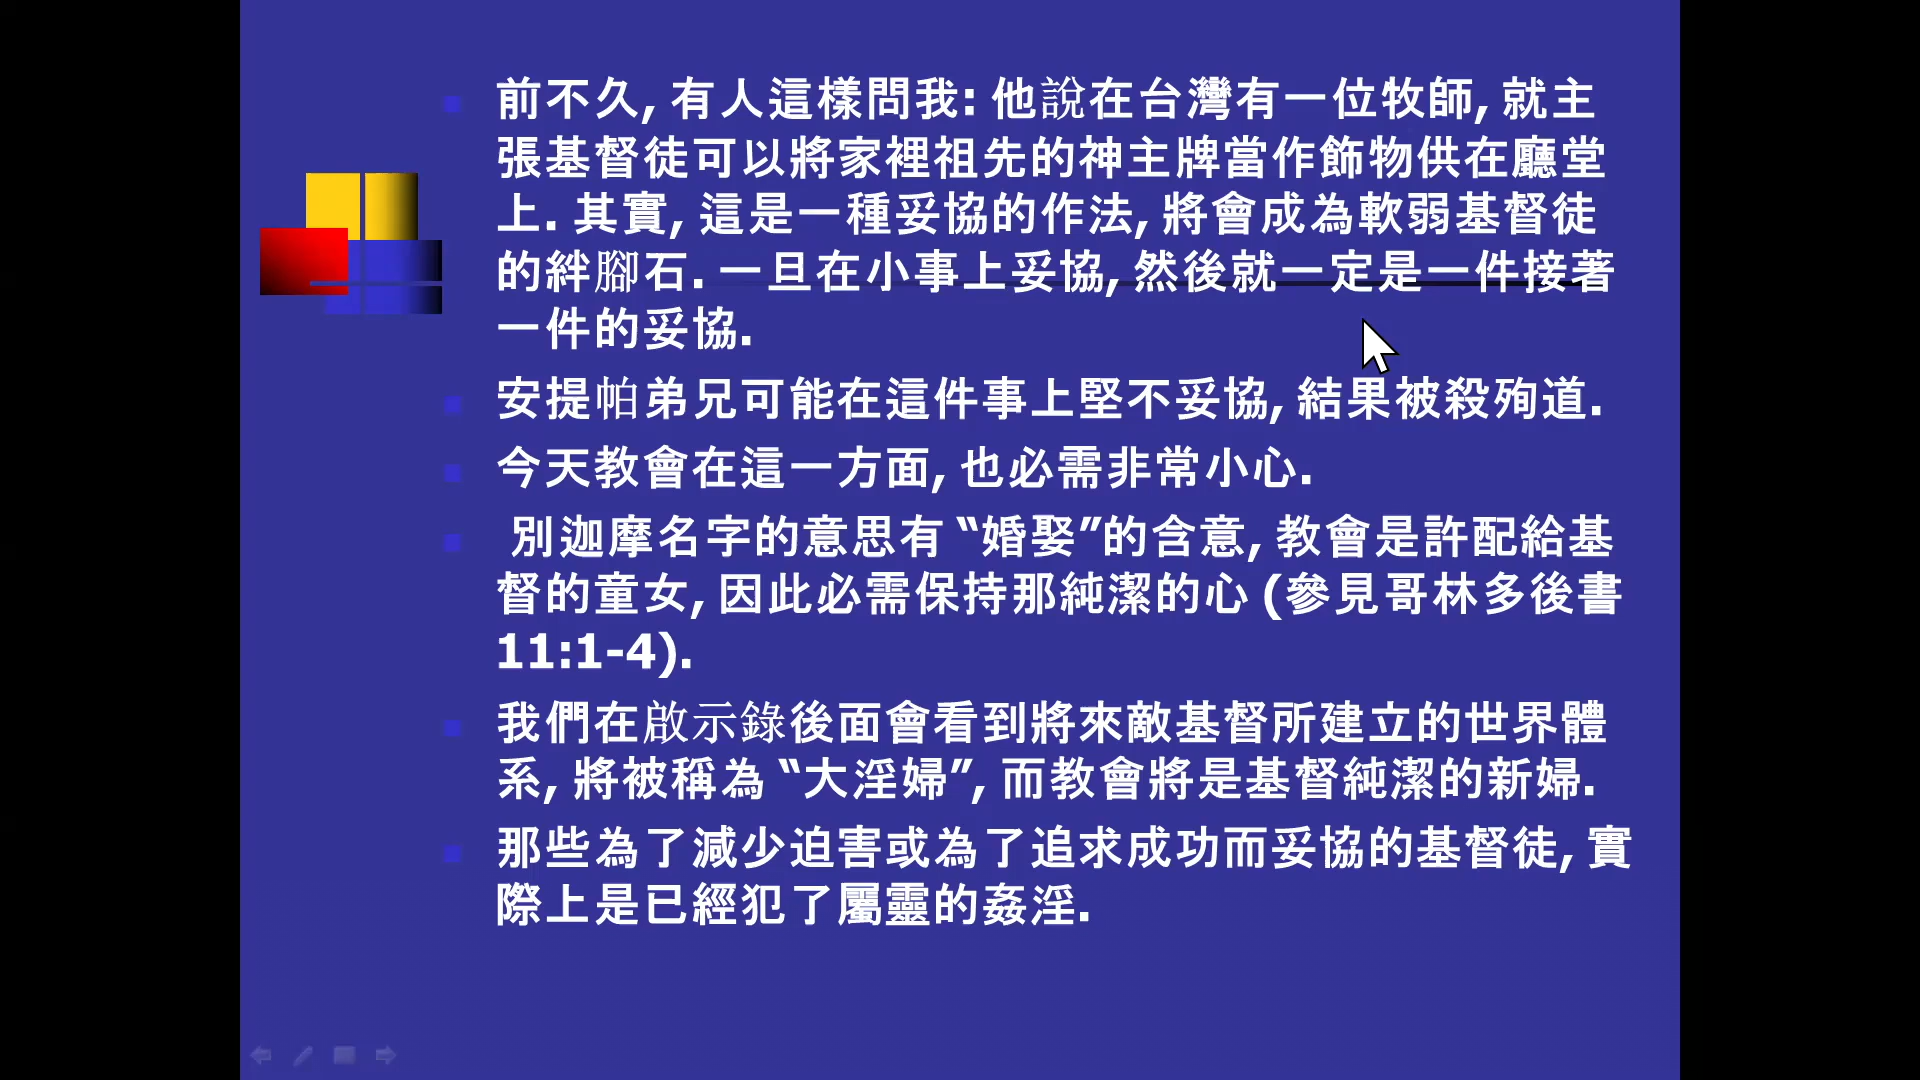 前不久, 有人這樣問我: 他說在台灣有一位牧師, 就主
張基督徒可以將家裡祖先的神主牌當作飾物供在廳堂
上. 其實, 這是一種妥協的作法, 將會成為軟弱基督徒
的絆腳石. 一旦在小事上妥協, 然後就一定是一件接著
一件的妥協.
安提帕弟兄可能在這件事上堅不妥協, 結果被殺殉道.
今天教會在這一方面, 也必需非常小心.
別迦摩名字的意思有 “婚娶”的含意, 教會是許配給基
督的童女, 因此必需保持那純潔的心 (參見哥林多後書
11:1-4).
我們在啟示錄後面會看到將來敵基督所建立的世界體
系, 將被稱為 “大淫婦”, 而教會將是基督純潔的新婦.
那些為了減少迫害或為了追求成功而妥協的基督徒, 實
際上是已經犯了屬靈的姦淫.